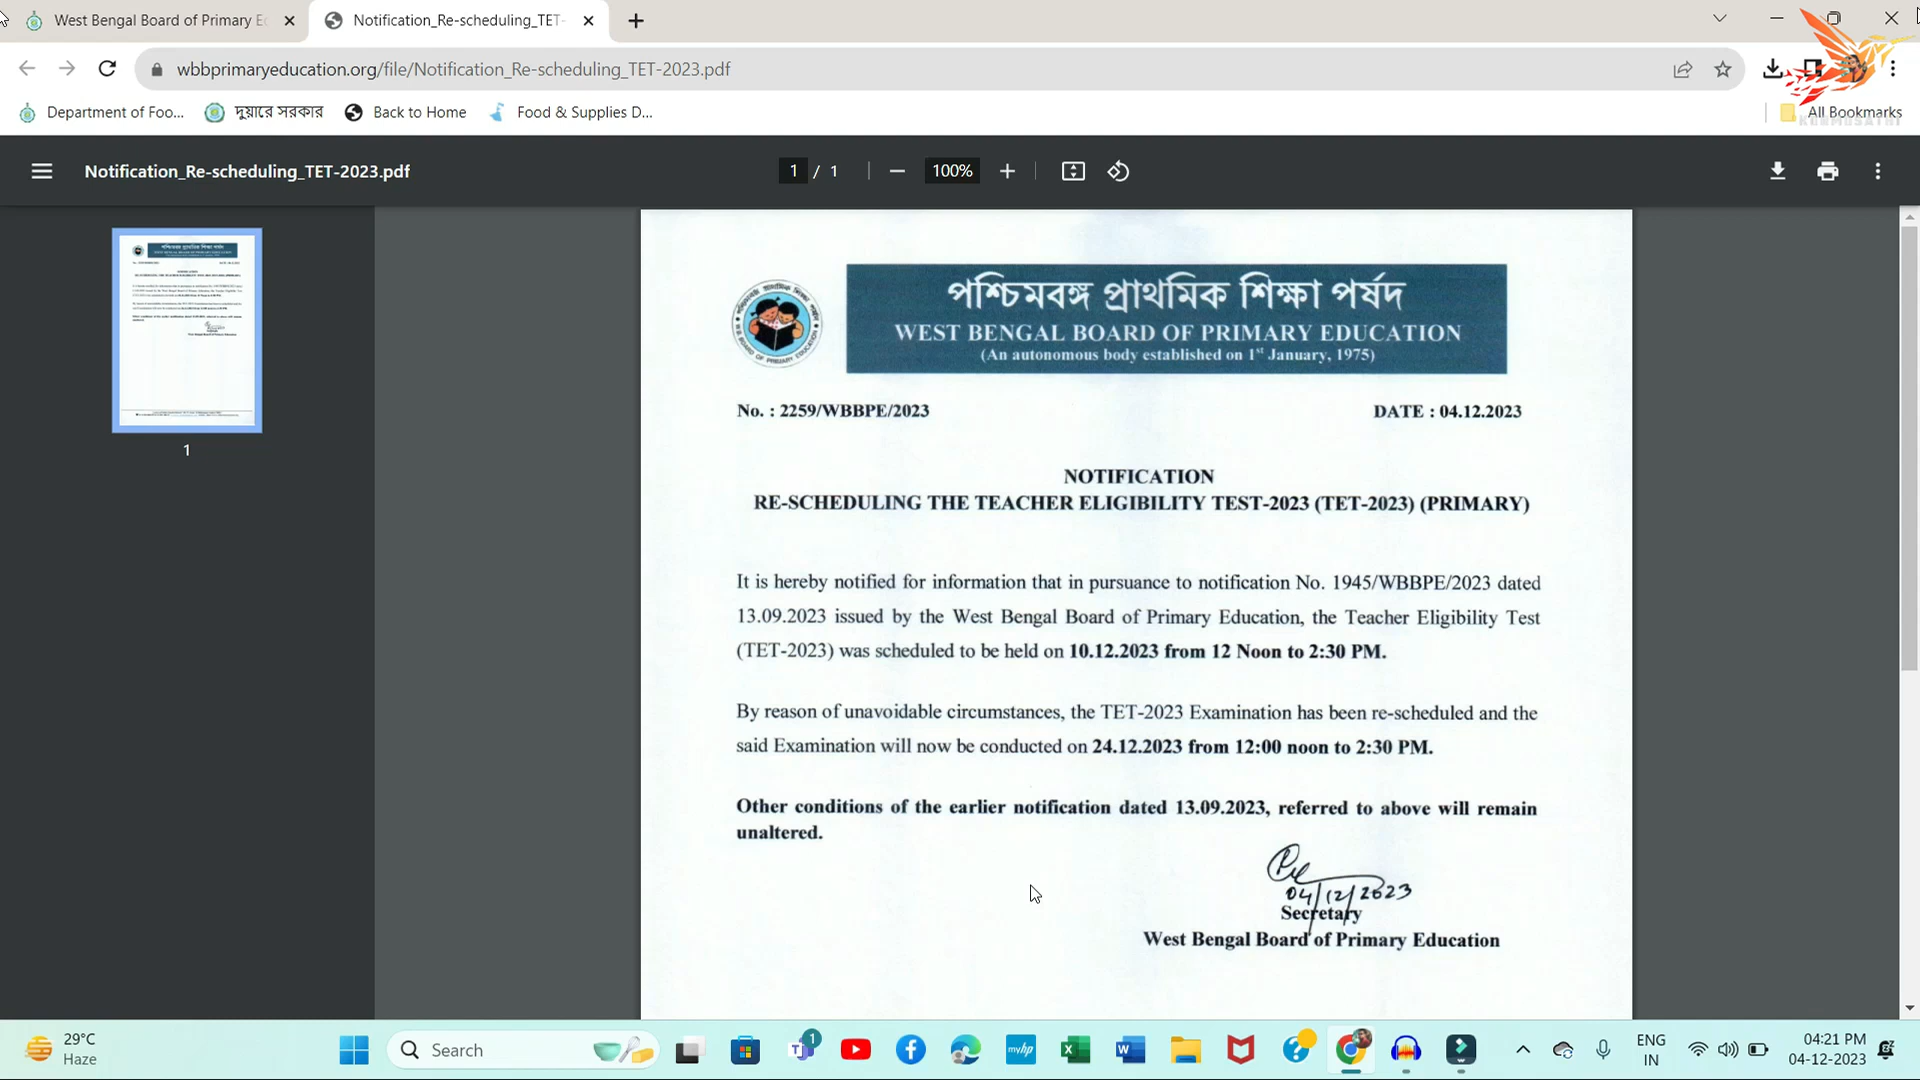 West Bengal Board of Primary E
Notification_Re-scheduling_TET-
wbbprimaryeducation.org/file/Notification_Re-scheduling_TET-2023.pdf
Department of Foo...
দুয়ারে সরকার
Back to Home
Food & Supplies D...
All Bookmarks
Notification_Re-scheduling_TET-2023.pdf
1 / 1
100%
1
পশ্চিমবঙ্গ প্রাথমিক শিক্ষা পর্ষদ
WEST BENGAL BOARD OF PRIMARY EDUCATION
(An autonomous body established on 1st January, 1975)
No. : 2259/WBBPE/2023
DATE : 04.12.2023
NOTIFICATION
RE-SCHEDULING THE TEACHER ELIGIBILITY TEST-2023 (TET-2023) (PRIMARY)
It is hereby notified for information that in pursuance to notification No. 1945/WBBPE/2023 dated
13.09.2023 issued by the West Bengal Board of Primary Education, the Teacher Eligibility Test
(TET-2023) was scheduled to be held on 10.12.2023 from 12 Noon to 2:30 PM.
By reason of unavoidable circumstances, the TET-2023 Examination has been re-scheduled and the
said Examination will now be conducted on 24.12.2023 from 12:00 noon to 2:30 PM.
Other conditions of the earlier notification dated 13.09.2023, referred to above will remain
unaltered.
04/12/2023
Secretary
West Bengal Board of Primary Education
29°C
Haze
Search
1
myhp
ENG
IN
04:21 PM
04-12-2023